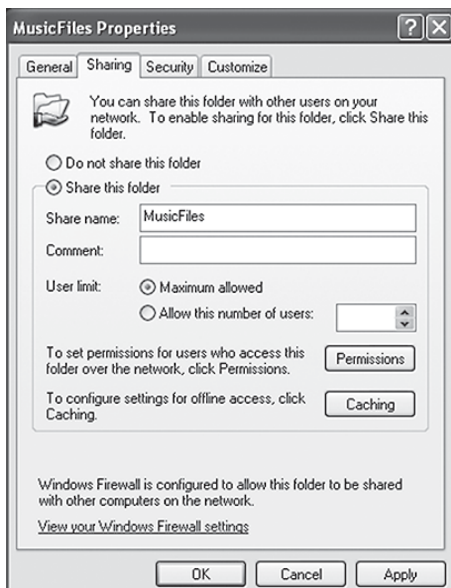 MusicFiles Properties
General Sharing Security Customize
You can share this folder with other users on your
network. To enable sharing for this folder, click Share this
folder.
Do not share this folder
Share this folder
Share name: MusicFiles
Comment:
User limit: Maximum allowed
Allow this number of users:
To set permissions for users who access this
folder over the network, click Permissions.
Permissions
To configure settings for offline access, click
Caching.
Caching
Windows Firewall is configured to allow this folder to be shared
with other computers on the network.
View your Windows Firewall settings
OK Cancel Apply